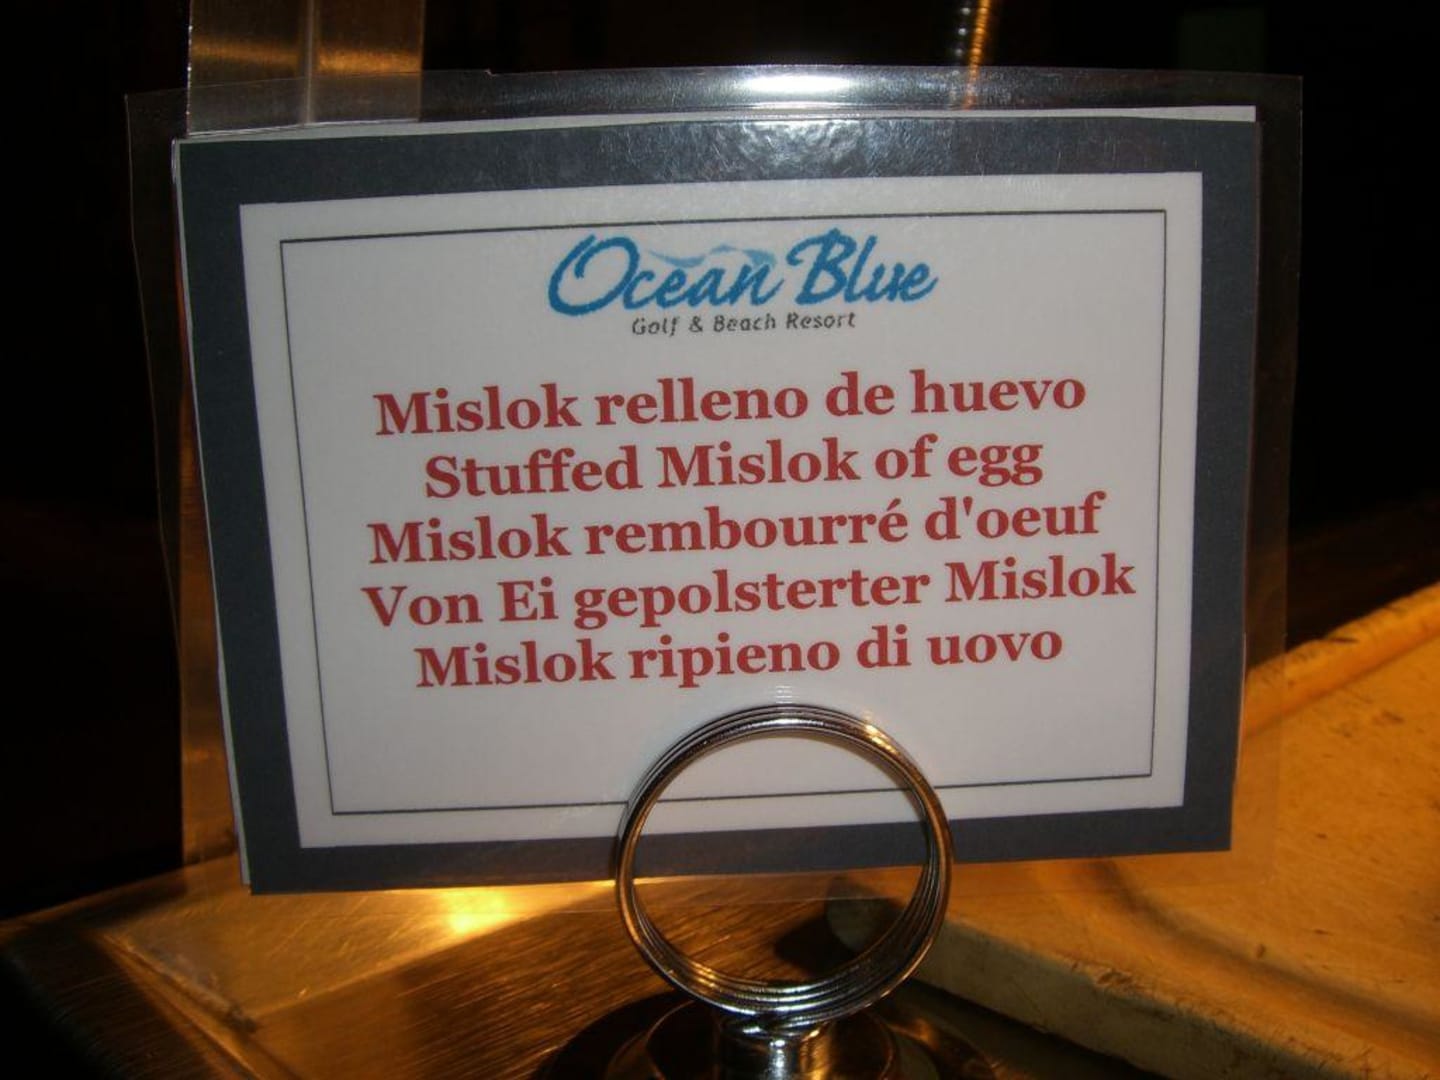 Ocean Blue
Golf & Beach Resort
Mislok relleno de huevo
Stuffed Mislok of egg
Mislok rembourré d'oeuf
Von Ei gepolsterter Mislok
Mislok ripieno di uovo